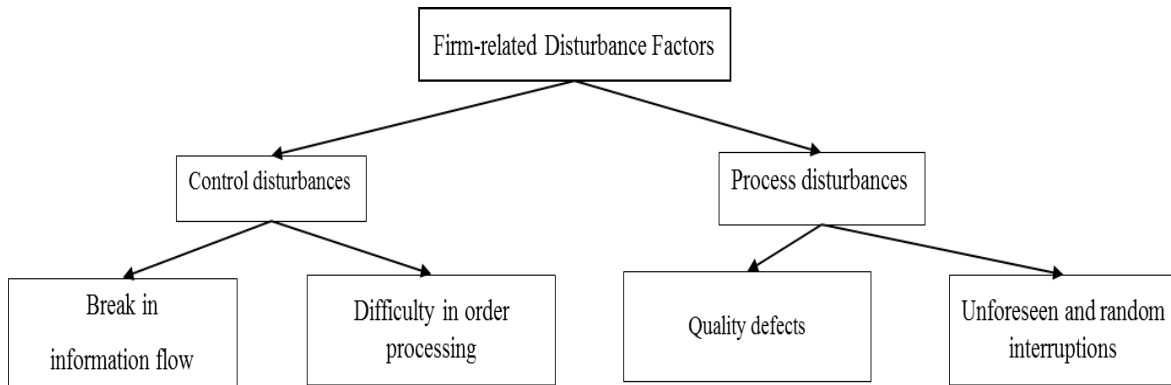 Firm-related Disturbance Factors
Control disturbances
Process disturbances
Break in
information flow
Difficulty in order
processing
Quality defects
Unforeseen and random
interruptions